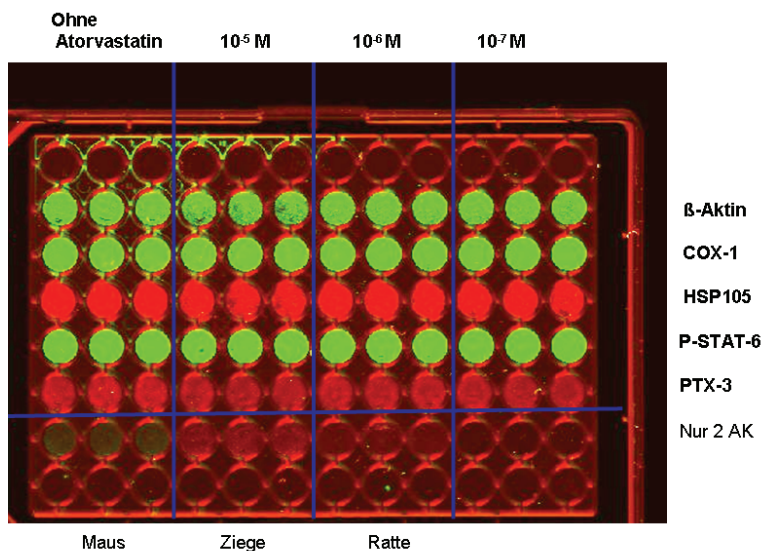 Ohne
Atorvastatin 10-5 M 10-6 M 10-7 M
ß-Aktin
COX-1
HSP105
P-STAT-6
PTX-3
Nur 2 AK
Maus Ziege Ratte